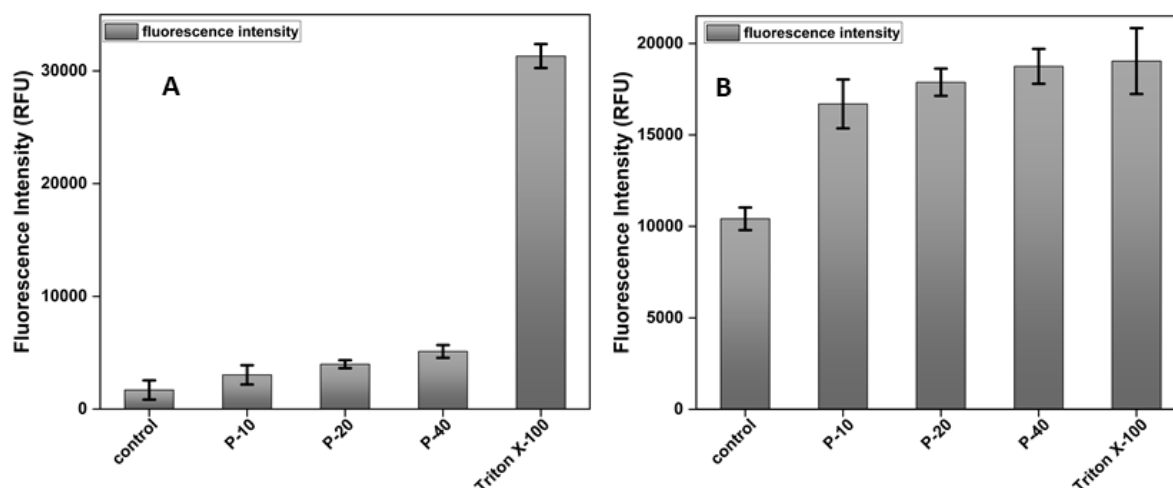 fluorescence intensity
A
Fluorescence Intensity (RFU)
30000
20000
10000
0
control
P-10
P-20
P-40
Triton X-100
fluorescence intensity
B
Fluorescence Intensity (RFU)
20000
15000
10000
5000
0
control
P-10
P-20
P-40
Triton X-100